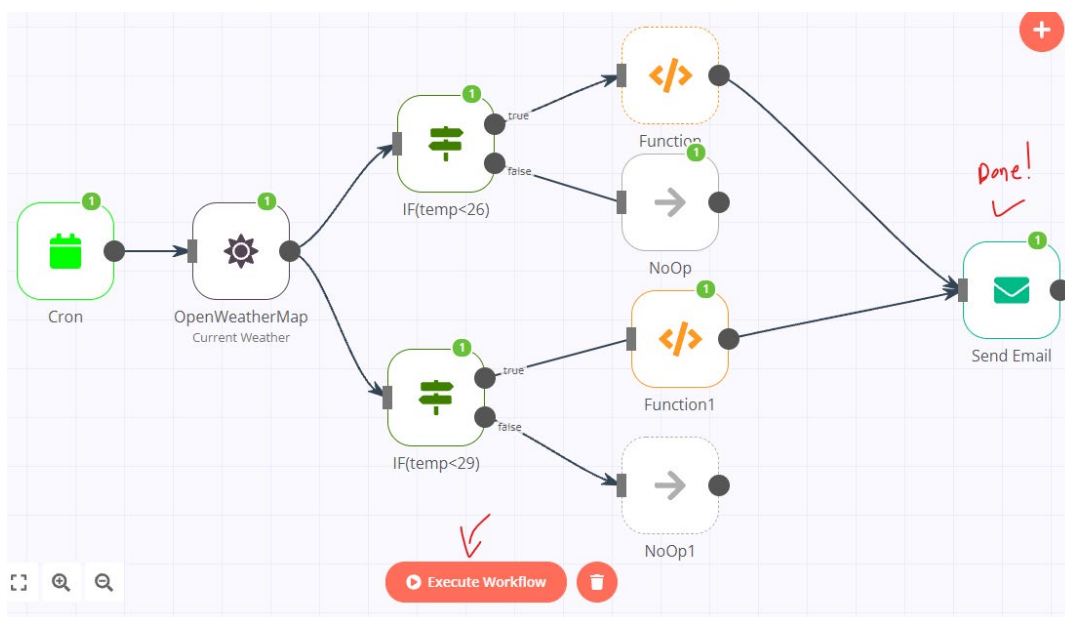 1
true
Function
1
false
IF(temp<26)
1
NoOp
Done!
1
Cron
1
OpenWeatherMap
Current Weather
1
true
Function1
1
Send Email
1
false
IF(temp<29)
NoOp1
Execute Workflow